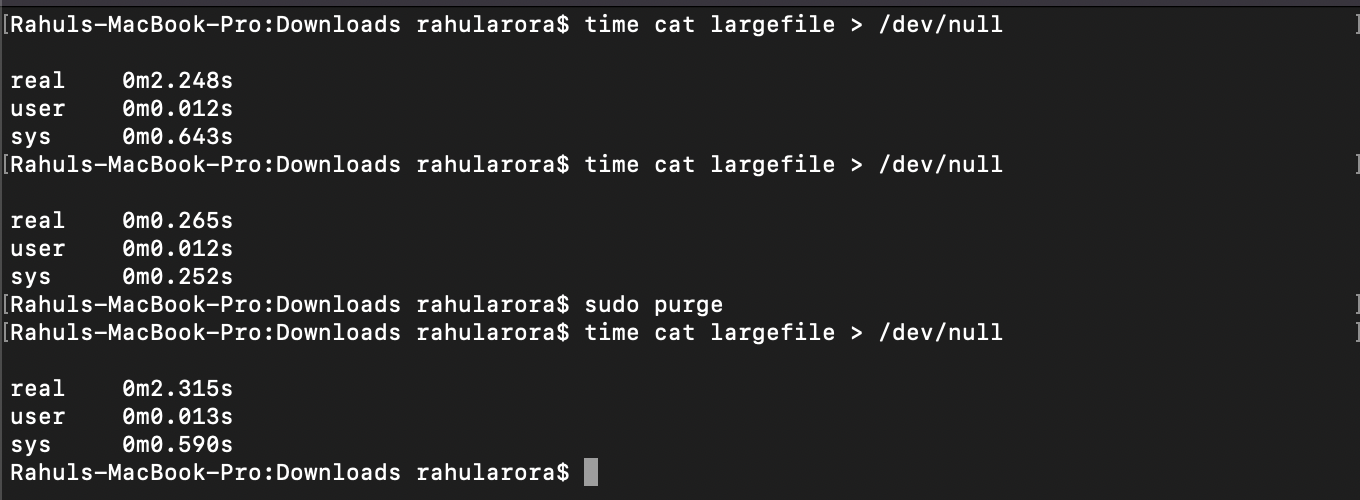 [Rahuls-MacBook-Pro:Downloads rahularora$ time cat largefile > /dev/null ]
real 0m2.248s
user 0m0.012s
sys 0m0.643s
[Rahuls-MacBook-Pro:Downloads rahularora$ time cat largefile > /dev/null ]
real 0m0.265s
user 0m0.012s
sys 0m0.252s
[Rahuls-MacBook-Pro:Downloads rahularora$ sudo purge ]
[Rahuls-MacBook-Pro:Downloads rahularora$ time cat largefile > /dev/null ]
real 0m2.315s
user 0m0.013s
sys 0m0.590s
Rahuls-MacBook-Pro:Downloads rahularora$